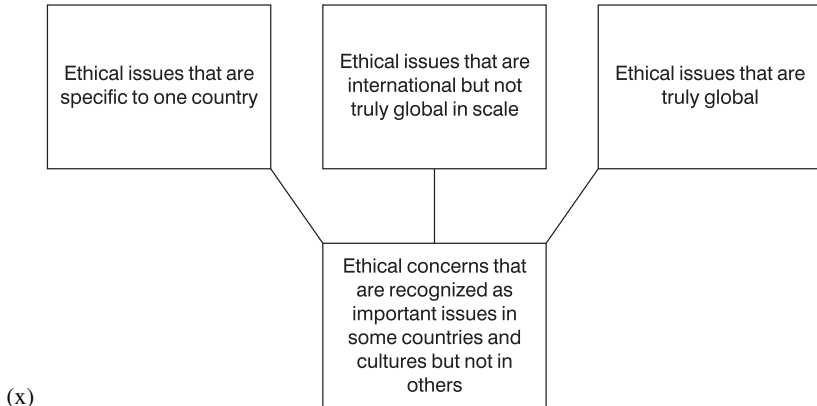 Ethical issues that are
specific to one country
Ethical issues that are
international but not
truly global in scale
Ethical issues that are
truly global
Ethical concerns that
are recognized as
important issues in
some countries and
cultures but not in
others
(x)